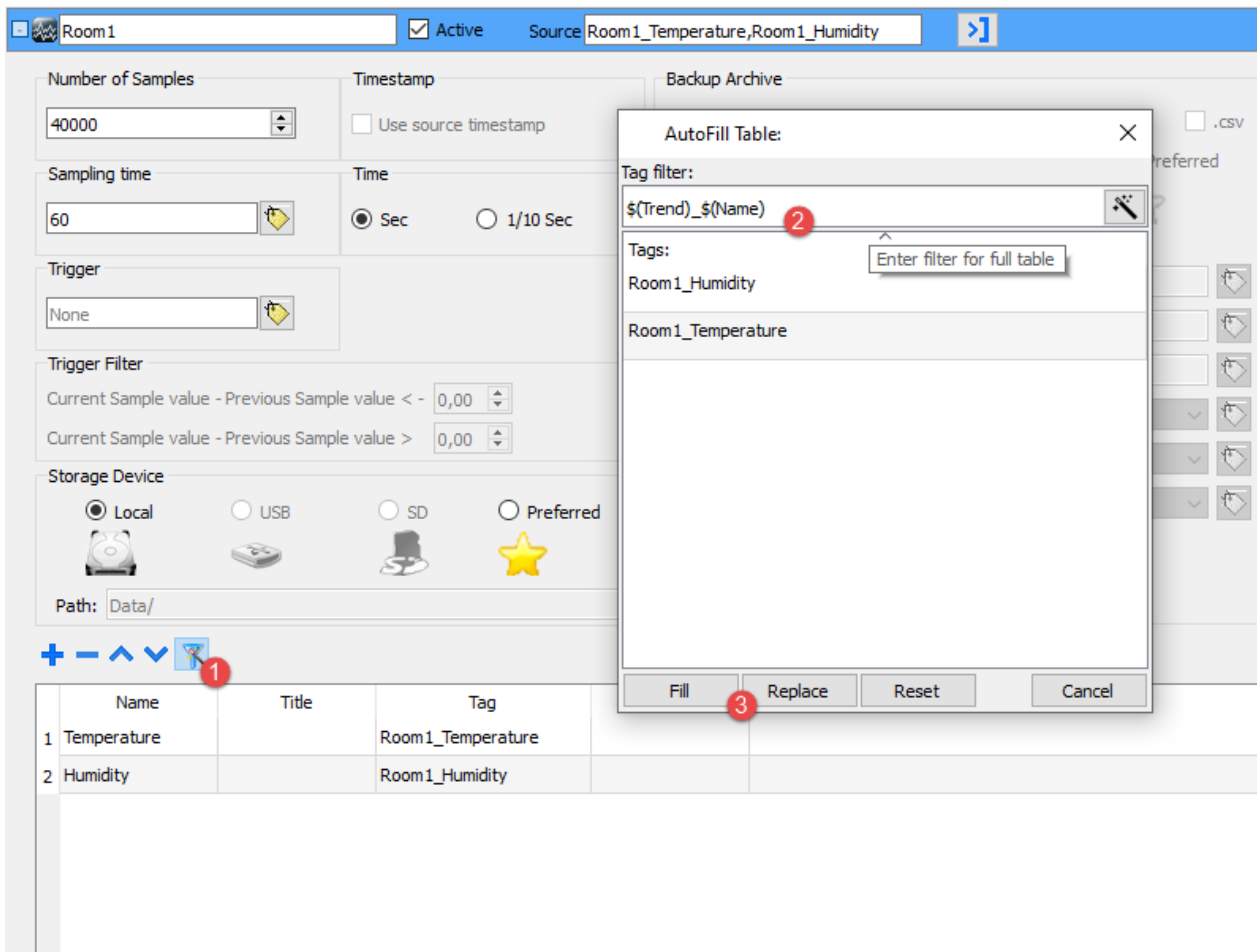 Room1 Active Source Room1_Temperature,Room1_Humidity
Number of Samples
40000
Timestamp
Use source timestamp
Backup Archive
.csv
Sampling time
60
Time
Sec 1/10 Sec
Trigger
None
Trigger Filter
Current Sample value - Previous Sample value < - 0,00
Current Sample value - Previous Sample value > 0,00
Storage Device
Local USB SD Preferred
Path: Data/
AutoFill Table:
Tag filter:
$(Trend)_$(Name)
2
Enter filter for full table
Tags:
Room1_Humidity
Room1_Temperature
Fill Replace Reset Cancel
3
1
Name Title Tag
1 Temperature Room1_Temperature
2 Humidity Room1_Humidity